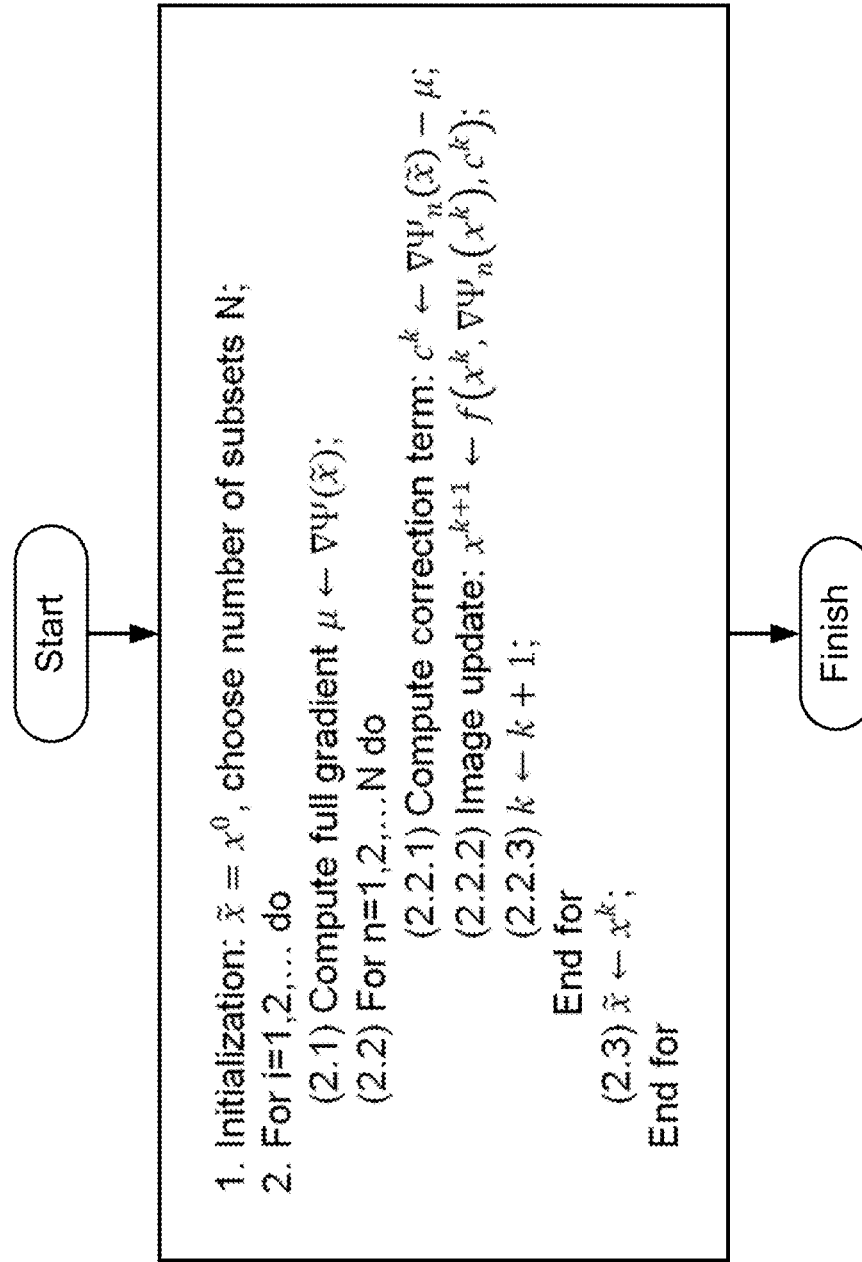 Start
1. Initialization: x̃ = x⁰, choose number of subsets N;
2. For i=1,2,… do
(2.1) Compute full gradient μ ← ∇Ψ(x̃);
(2.2) For n=1,2,…N do
(2.2.1) Compute correction term: cᵏ ← ∇Ψₙ(x̃) − μ;
(2.2.2) Image update: xᵏ⁺¹ ← f(xᵏ, ∇Ψₙ(xᵏ), cᵏ);
(2.2.3) k ← k + 1;
End for
(2.3) x̃ ← xᵏ;
End for
Finish